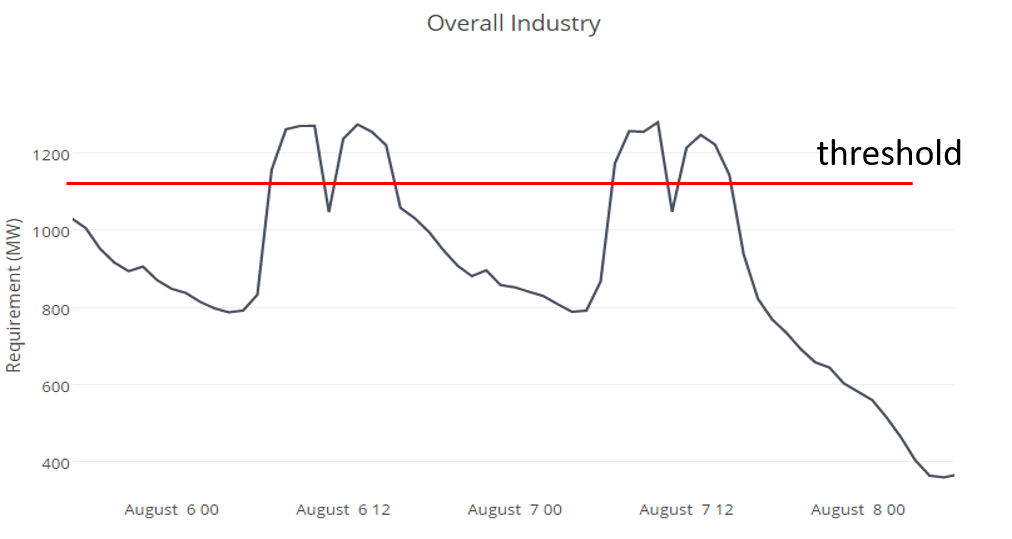 Overall Industry
threshold
1200
1000
800
600
400
Requirement (MW)
August 6 00
August 6 12
August 7 00
August 7 12
August 8 00